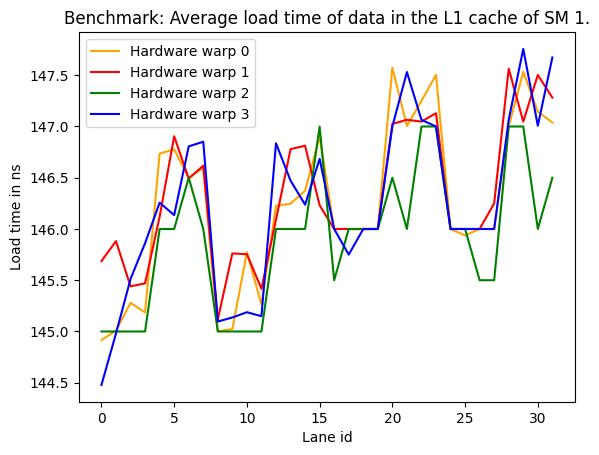 Benchmark: Average load time of data in the L1 cache of SM 1.
Hardware warp 0
Hardware warp 1
Hardware warp 2
Hardware warp 3
Load time in ns
147.5
147.0
146.5
146.0
145.5
145.0
144.5
0 5 10 15 20 25 30
Lane id